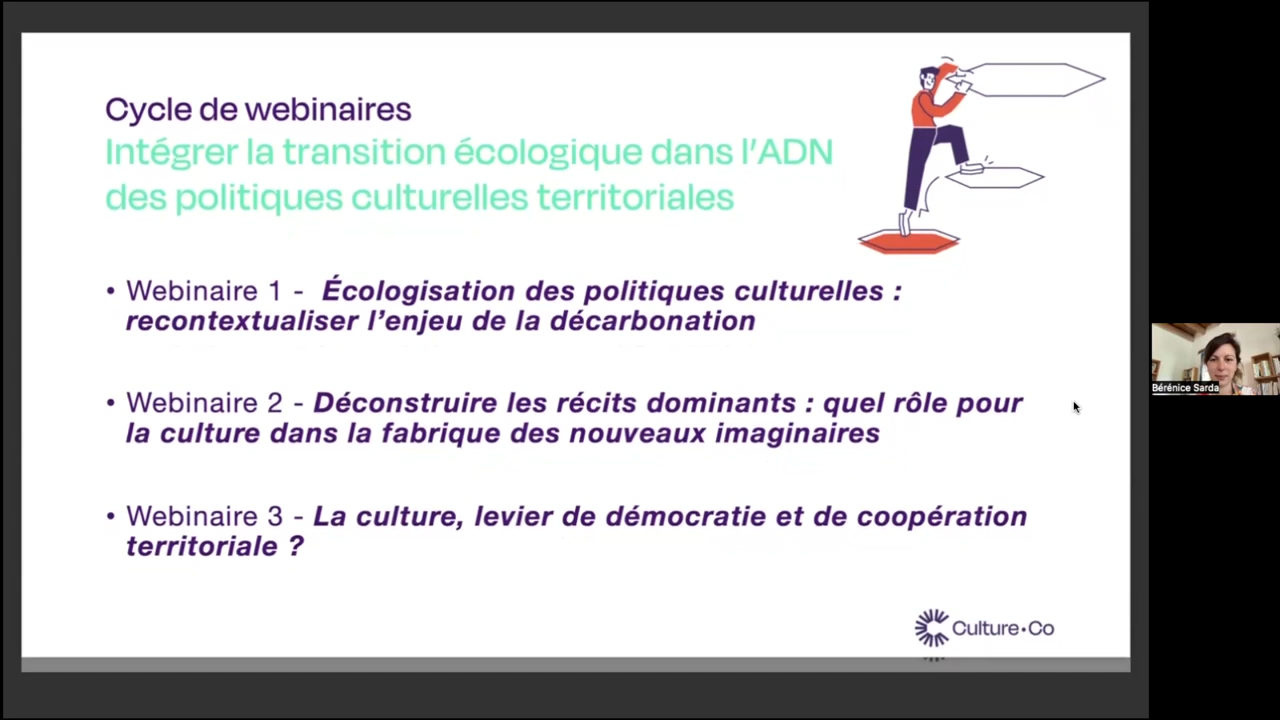 Cycle de webinaires
Intégrer la transition écologique dans l'ADN
des politiques culturelles territoriales
• Webinaire 1 - Écologisation des politiques culturelles :
recontextualiser l'enjeu de la décarbonation
• Webinaire 2 - Déconstruire les récits dominants : quel rôle pour
la culture dans la fabrique des nouveaux imaginaires
• Webinaire 3 - La culture, levier de démocratie et de coopération
territoriale ?
Culture•Co
Bérénice Sarda